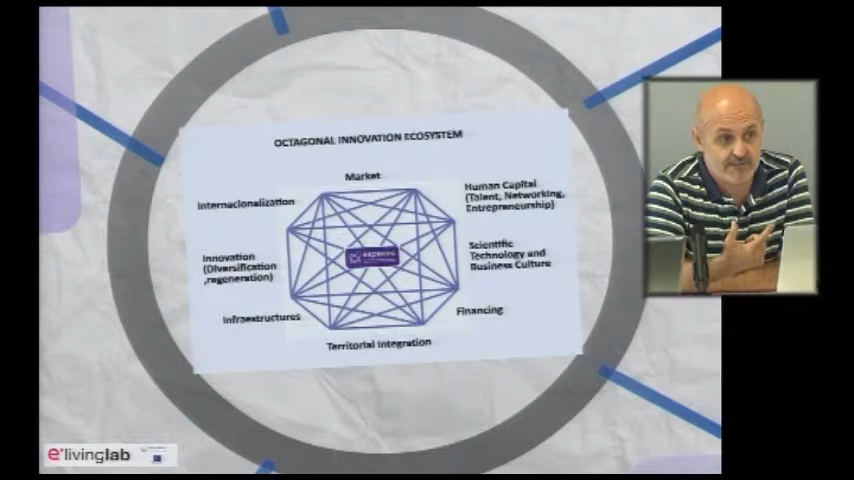 OCTAGONAL INNOVATION ECOSYSTEM
Market
Internacionalization
Human Capital
(Talent, Networking,
Entrepreneurship)
Innovation
(Diversification
,regeneration)
Scientific
Technology and
Business Culture
Infraestructures
Financing
Territorial Integration
e·livinglab